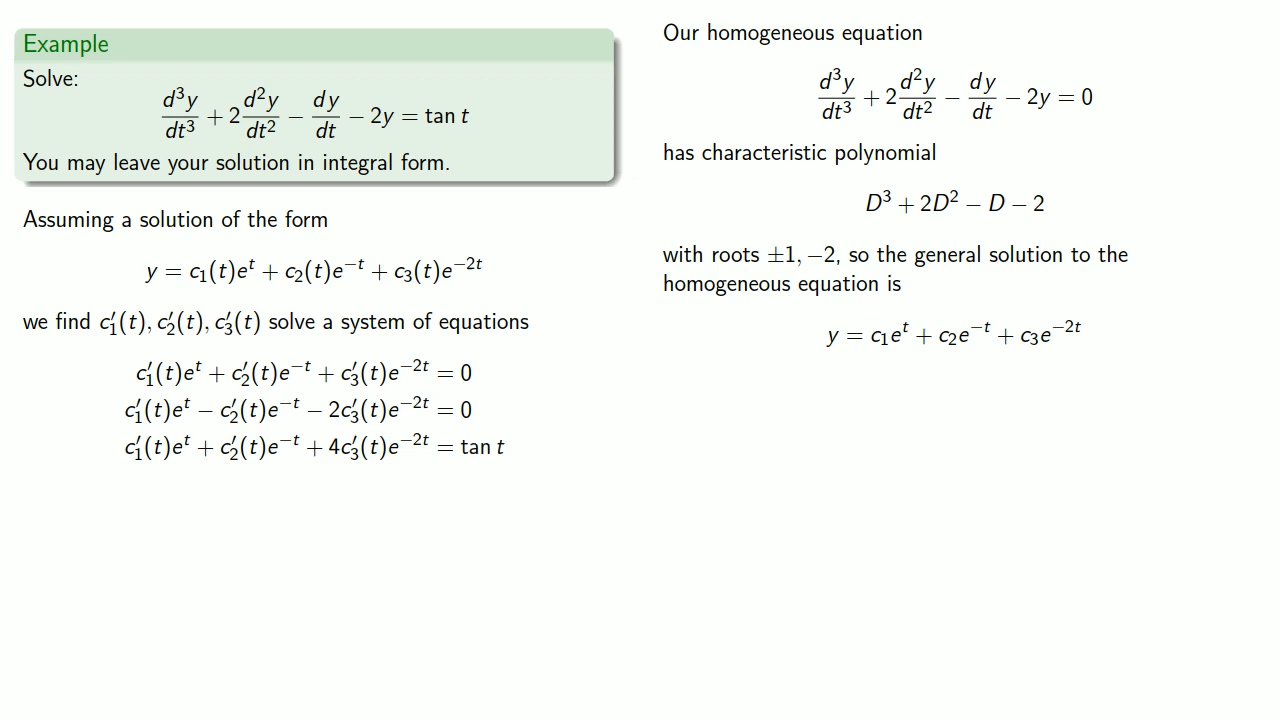 Example
Solve:
d³y/dt³ + 2 d²y/dt² − dy/dt − 2y = tan t
You may leave your solution in integral form.
Assuming a solution of the form
y = c₁(t)eᵗ + c₂(t)e⁻ᵗ + c₃(t)e⁻²ᵗ
we find c₁′(t), c₂′(t), c₃′(t) solve a system of equations
c₁′(t)eᵗ + c₂′(t)e⁻ᵗ + c₃′(t)e⁻²ᵗ = 0
c₁′(t)eᵗ − c₂′(t)e⁻ᵗ − 2c₃′(t)e⁻²ᵗ = 0
c₁′(t)eᵗ + c₂′(t)e⁻ᵗ + 4c₃′(t)e⁻²ᵗ = tan t
Our homogeneous equation
d³y/dt³ + 2 d²y/dt² − dy/dt − 2y = 0
has characteristic polynomial
D³ + 2D² − D − 2
with roots ±1, −2, so the general solution to the
homogeneous equation is
y = c₁eᵗ + c₂e⁻ᵗ + c₃e⁻²ᵗ